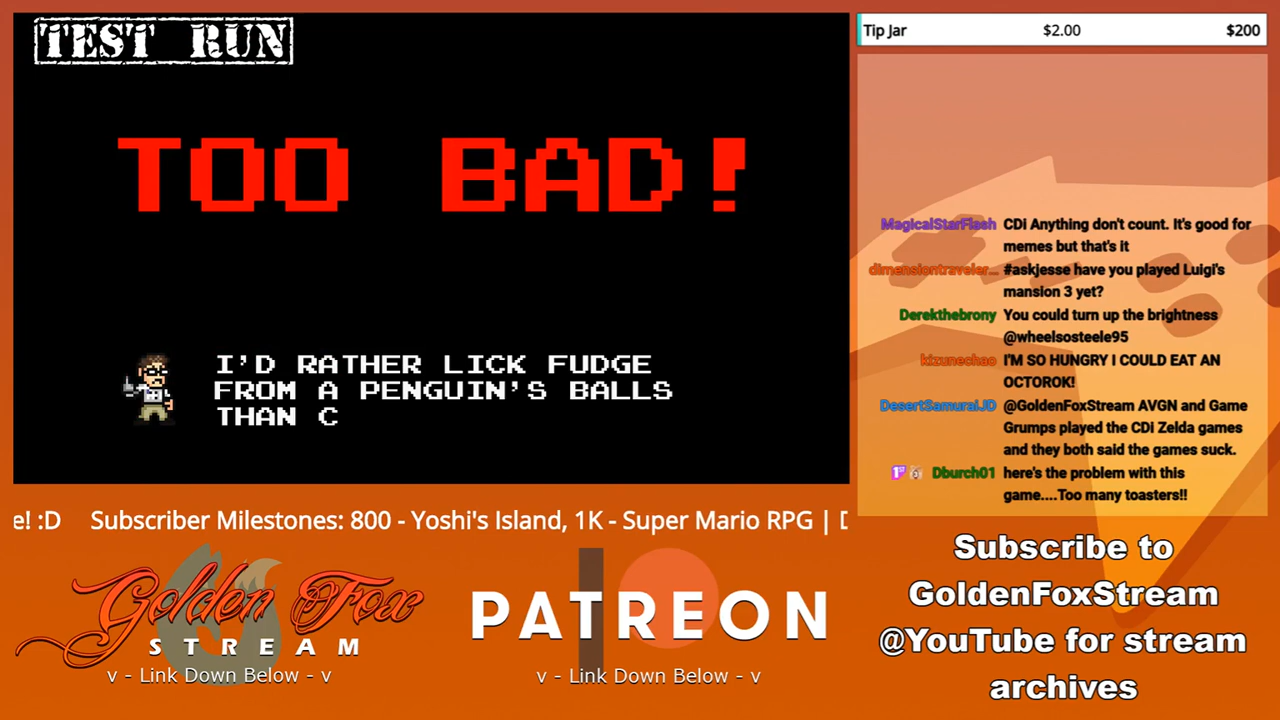 TEST RUN
TOO BAD!
I'D RATHER LICK FUDGE
FROM A PENGUIN'S BALLS
THAN C
Tip Jar $2.00 $200
MagicalStarFlash CDi Anything don't count. It's good for
memes but that's it
dimensiontraveler... #askjesse have you played Luigi's
mansion 3 yet?
Derekthebrony You could turn up the brightness
@wheelsosteele95
kizunechao I'M SO HUNGRY I COULD EAT AN
OCTOROK!
DesertSamuraiJD @GoldenFoxStream AVGN and Game
Grumps played the CDi Zelda games
and they both said the games suck.
Dburch01 here's the problem with this
game....Too many toasters!!
e! :D Subscriber Milestones: 800 - Yoshi's Island, 1K - Super Mario RPG | D
Golden Fox
STREAM
v - Link Down Below - v
PATREON
v - Link Down Below - v
Subscribe to
GoldenFoxStream
@YouTube for stream
archives